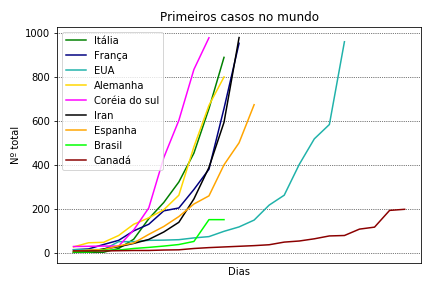 Primeiros casos no mundo
Nº total
1000
800
600
400
200
0
Itália
França
EUA
Alemanha
Coréia do sul
Iran
Espanha
Brasil
Canadá
Dias